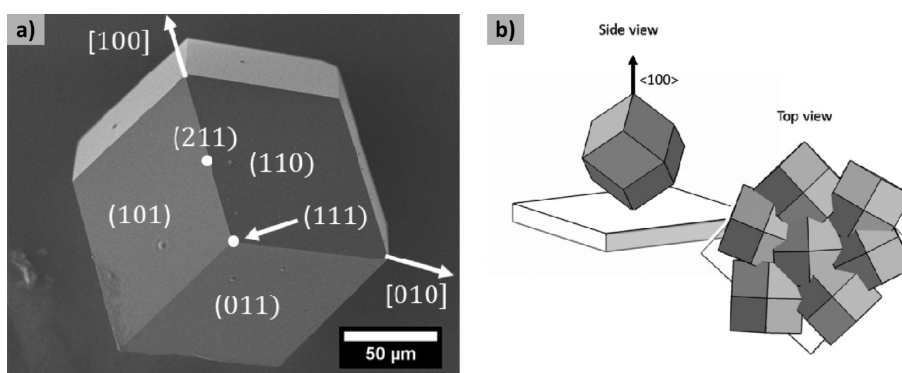 a)
[100]
(211)
(110)
(101)
(111)
(011)
[010]
50 µm
b)
Side view
<100>
Top view